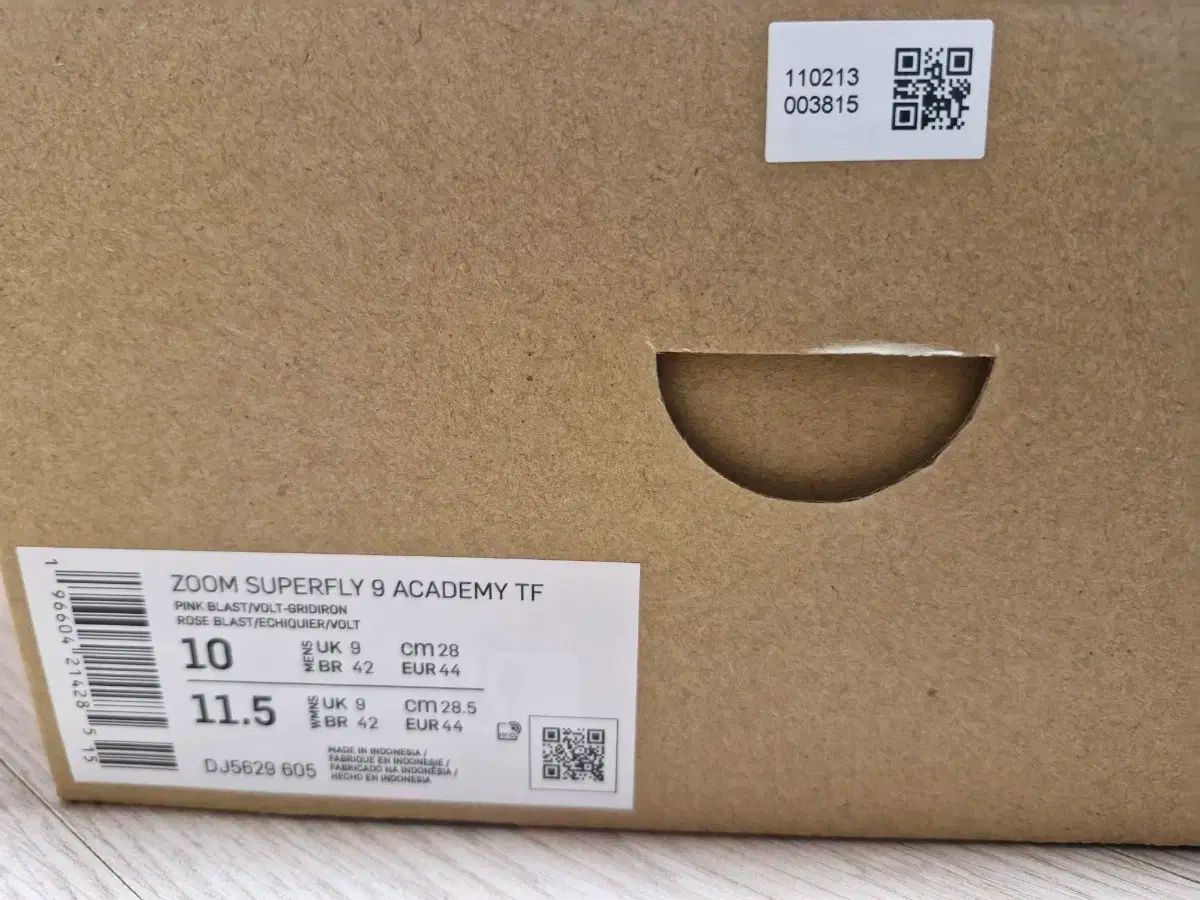 110213
003815
ZOOM SUPERFLY 9 ACADEMY TF
PINK BLAST/VOLT-GRIDIRON
ROSE BLAST/ECHIQUIER/VOLT
10 MENS UK 9 cm 28
BR 42 EUR 44
11.5 WMNS UK 9 cm 28.5
BR 42 EUR 44
DJ5629 605
MADE IN INDONESIA /
FABRIQUE EN INDONESIE /
FABRICADO NA INDONÉSIA /
HECHO EN INDONESIA
RFID
1 96604 21428 5 15